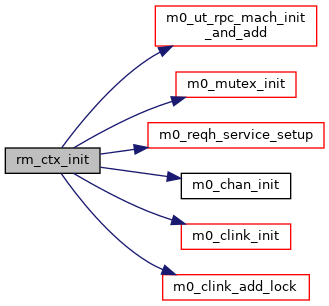 m0_ut_rpc_mach_init
_and_add
m0_mutex_init
m0_reqh_service_setup
rm_ctx_init
m0_chan_init
m0_clink_init
m0_clink_add_lock